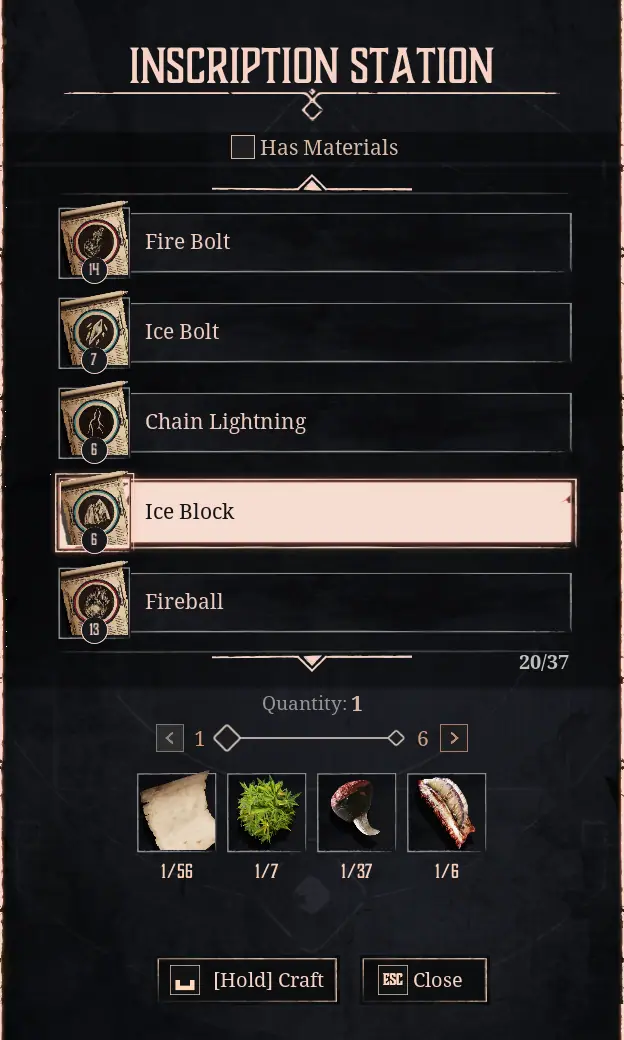 INSCRIPTION STATION
Has Materials
Fire Bolt
14
Ice Bolt
7
Chain Lightning
6
Ice Block
6
Fireball
13
20/37
Quantity: 1
1 6
1/56 1/7 1/37 1/6
[Hold] Craft ESC Close